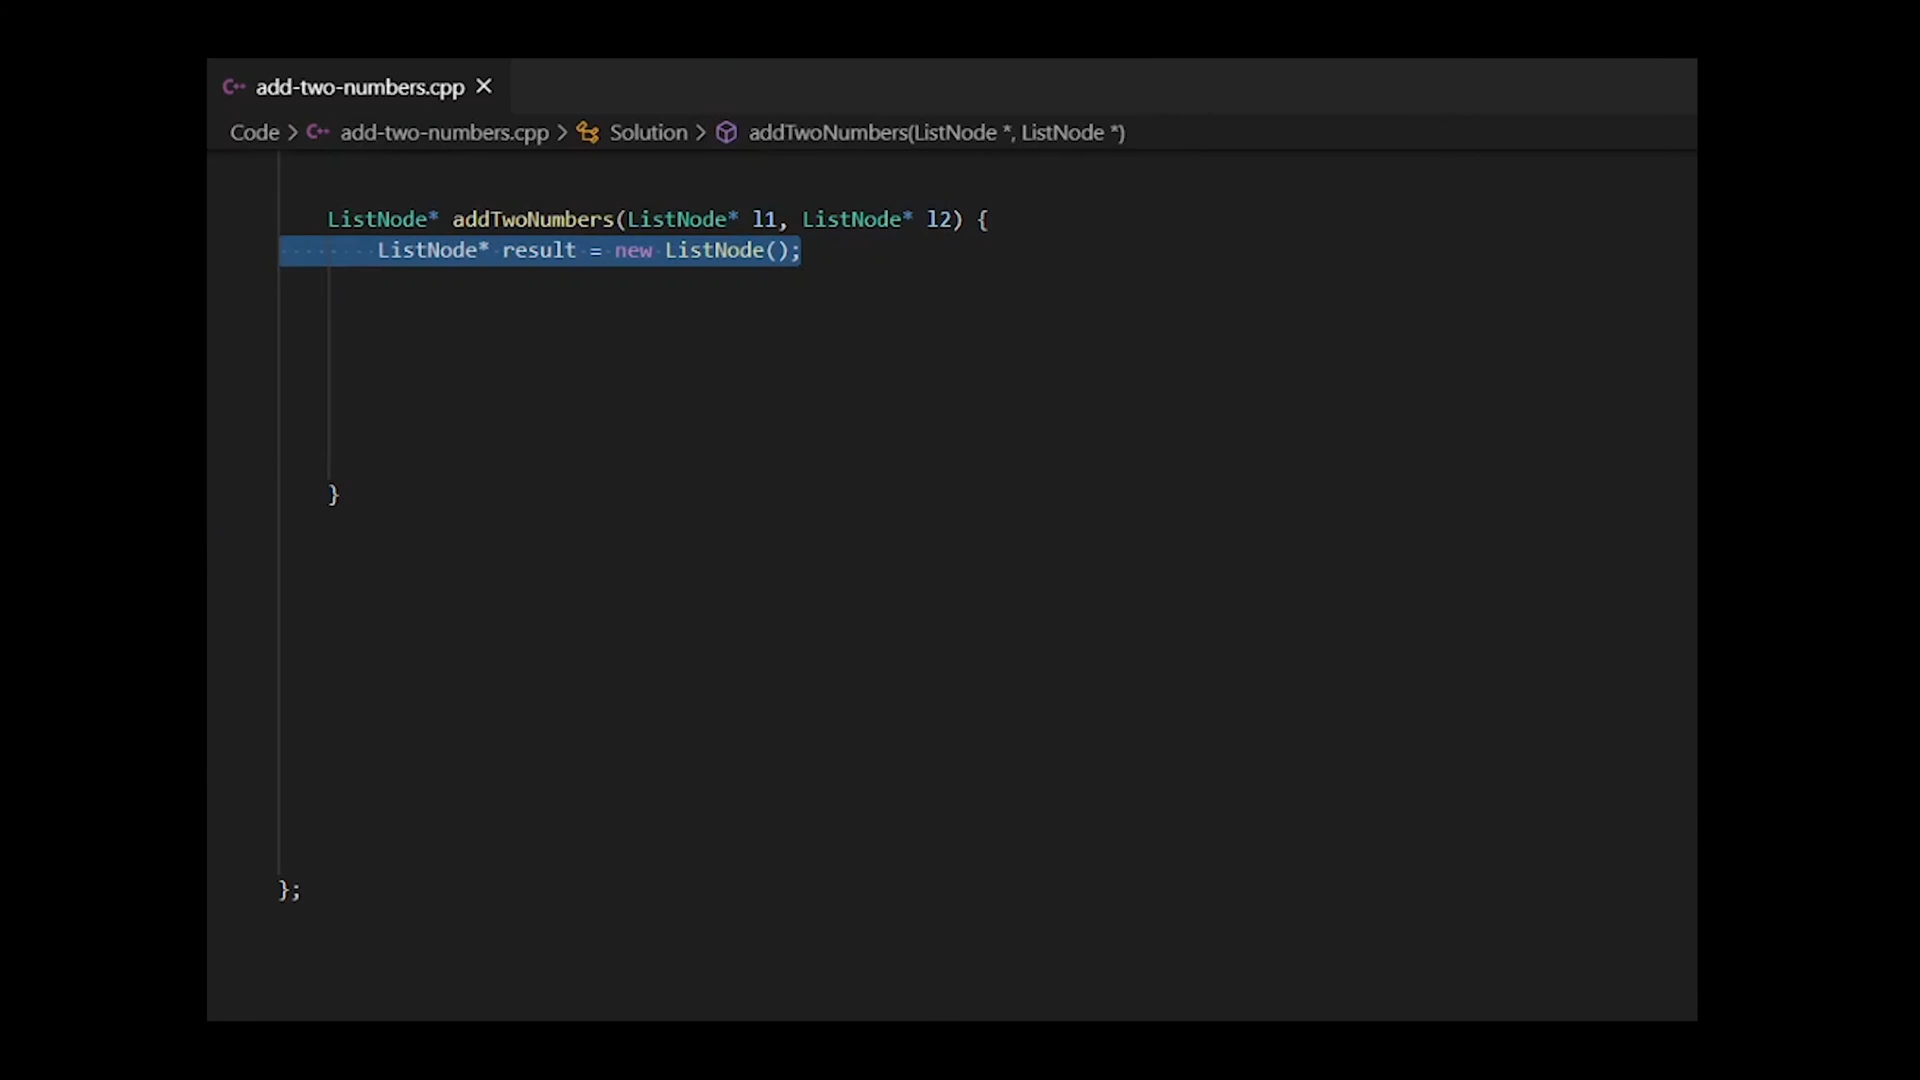 C++ add-two-numbers.cpp ×
Code > C++ add-two-numbers.cpp > Solution > addTwoNumbers(ListNode *, ListNode *)
ListNode* addTwoNumbers(ListNode* l1, ListNode* l2) {
ListNode* result = new ListNode();
}
};